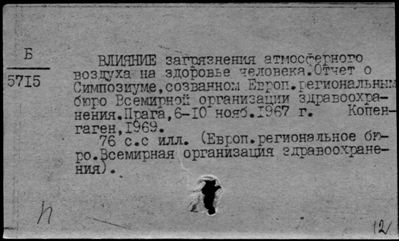 Б
5715
ВЛИЯНИЕ загрязнения атмосферного
воздуха на здоровье человека.Отчет о
Симпозиуме,созванном Европ.региональным
бюро Всемирной организации здравоохра-
нения.Прага,6-10 нояб.1967 г. Копен-
гаген,1969.
76 с.с илл. (Европ.региональное бю-
ро.Всемирная организация здравоохране-
ния).
И
12